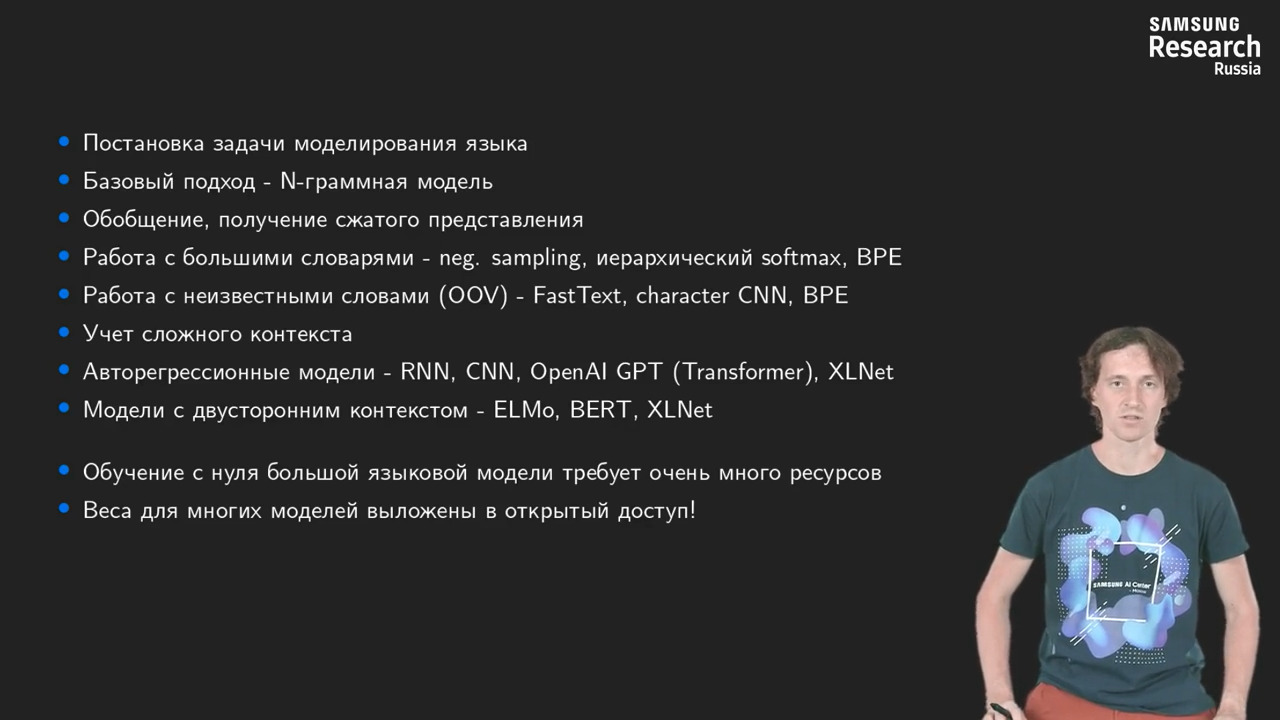 SAMSUNG
Research
Russia
Постановка задачи моделирования языка
Базовый подход - N-граммная модель
Обобщение, получение сжатого представления
Работа с большими словарями - neg. sampling, иерархический softmax, BPE
Работа с неизвестными словами (OOV) - FastText, character CNN, BPE
Учет сложного контекста
Авторегрессионные модели - RNN, CNN, OpenAI GPT (Transformer), XLNet
Модели с двусторонним контекстом - ELMo, BERT, XLNet
Обучение с нуля большой языковой модели требует очень много ресурсов
Веса для многих моделей выложены в открытый доступ!
SAMSUNG AI Center